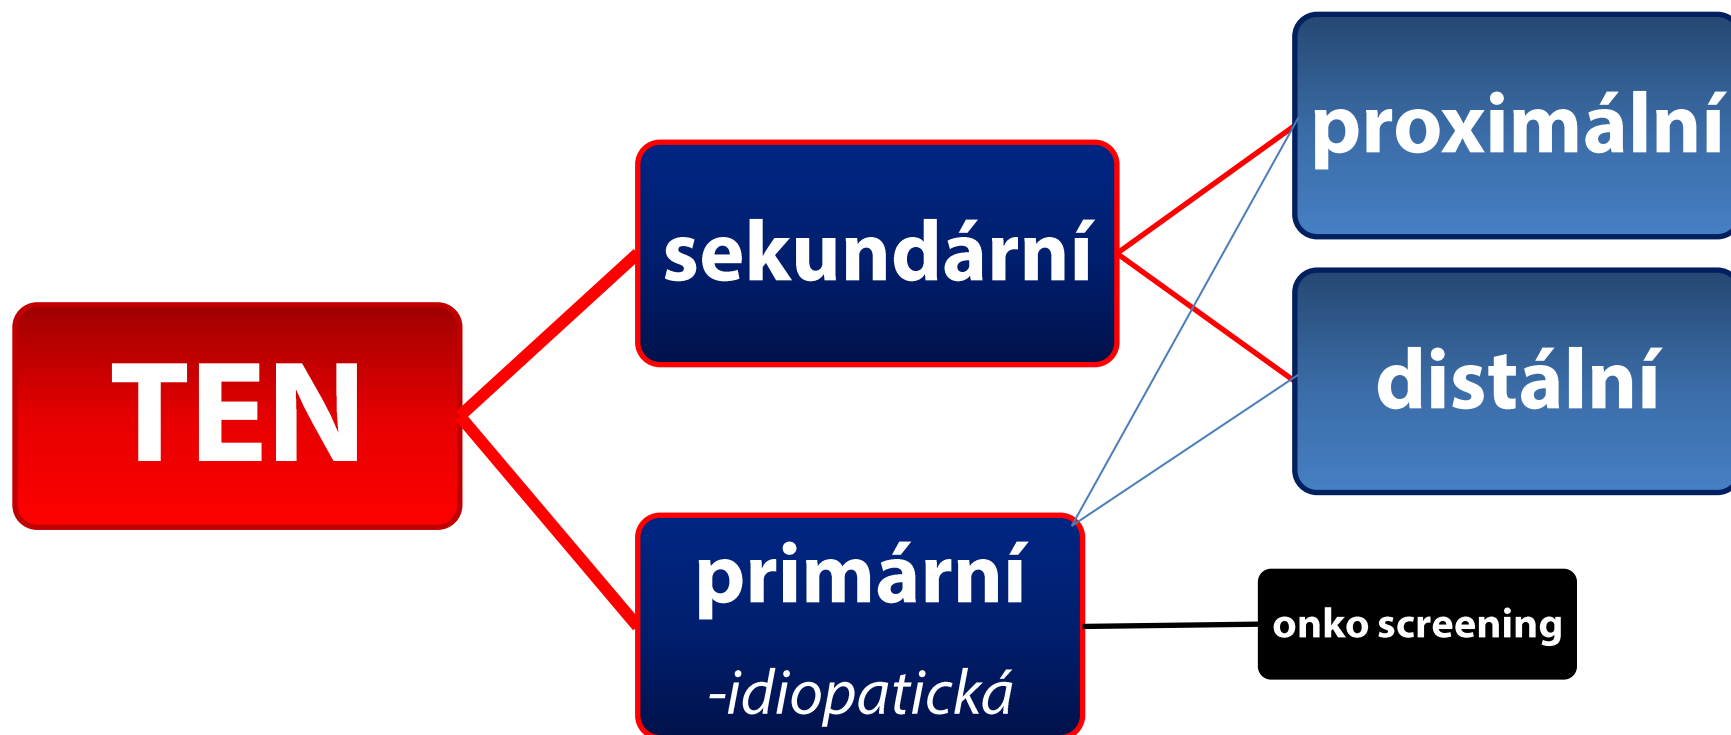 TEN
sekundární
primární
-idiopatická
proximální
distální
onko screening